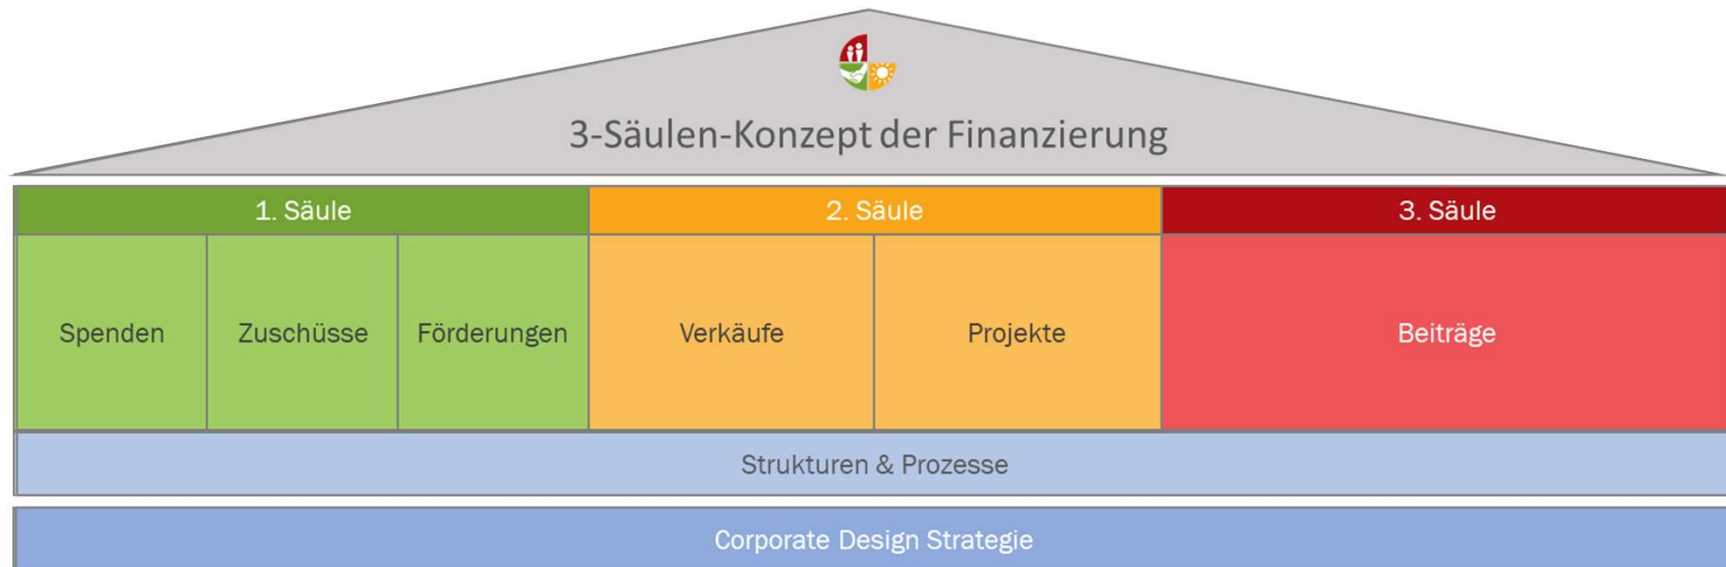 3-Säulen-Konzept der Finanzierung
1. Säule
2. Säule
3. Säule
Spenden
Zuschüsse
Förderungen
Verkäufe
Projekte
Beiträge
Strukturen & Prozesse
Corporate Design Strategie